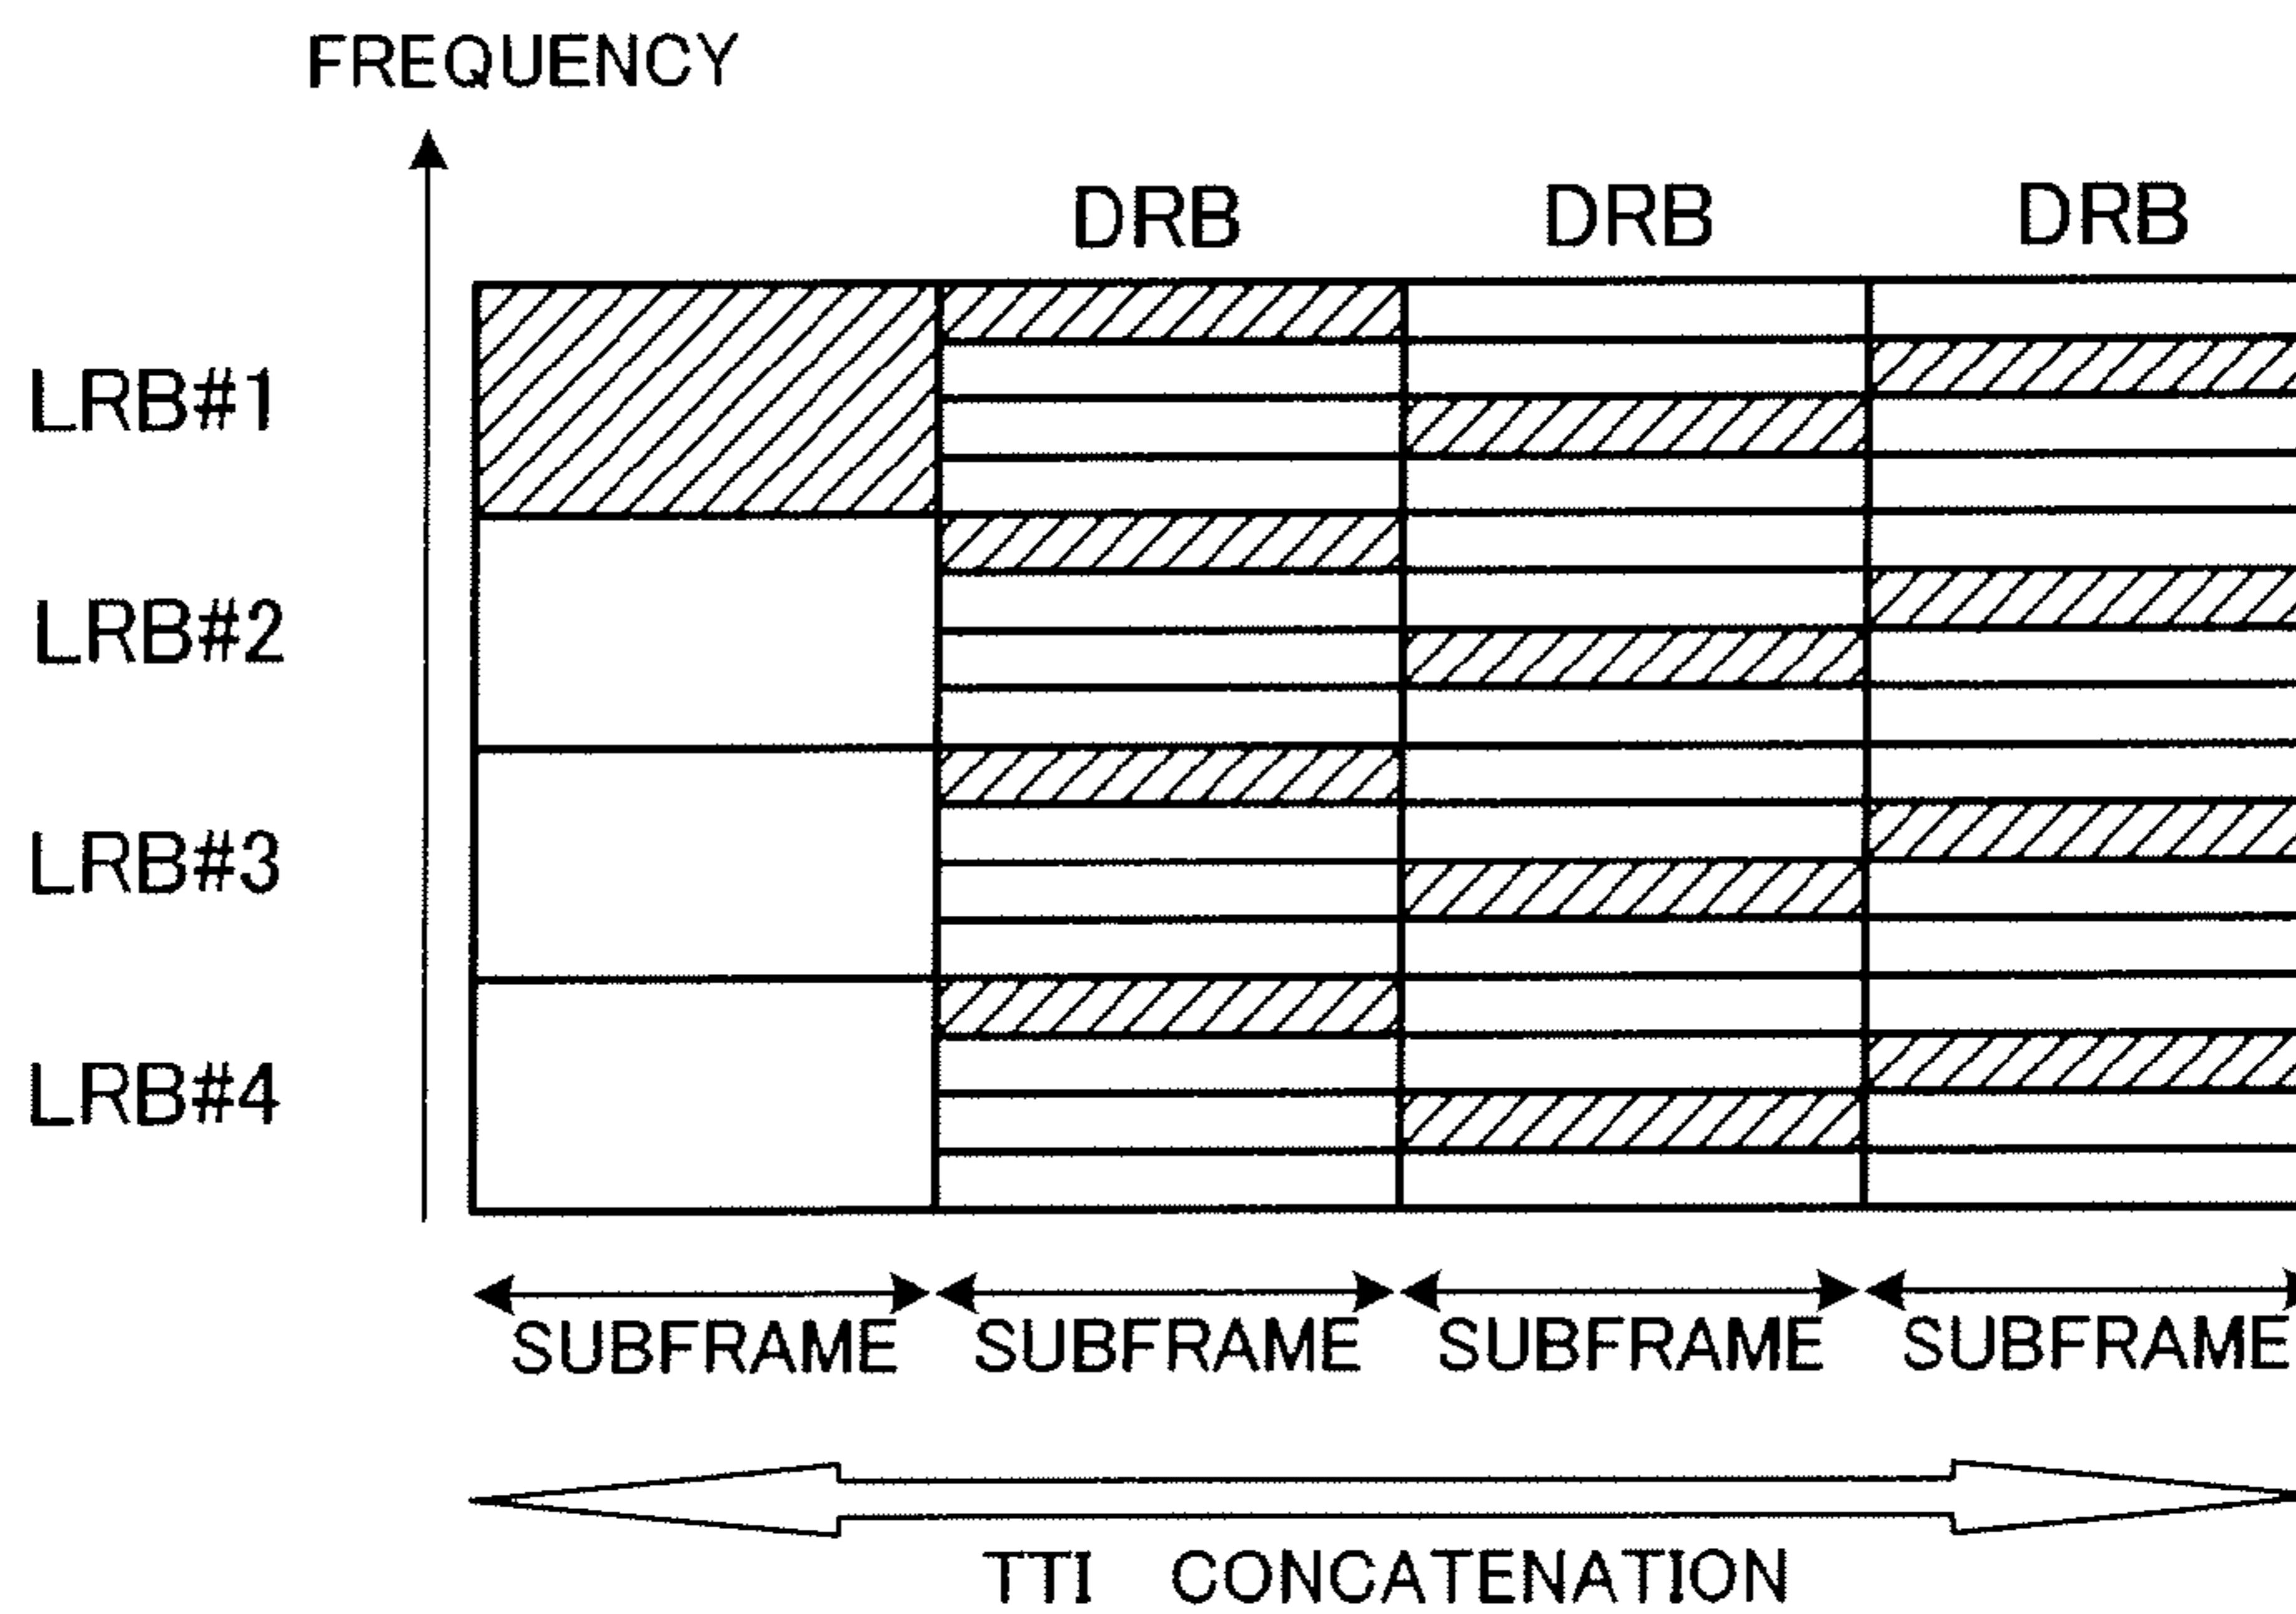 FREQUENCY
DRB DRB DRB
LRB#1
LRB#2
LRB#3
LRB#4
SUBFRAME SUBFRAME SUBFRAME SUBFRAME
TTI CONCATENATION